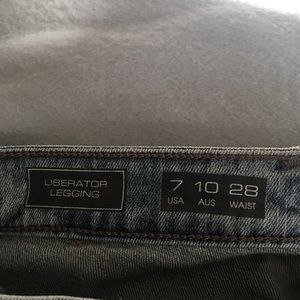 LIBERATOR
LEGGING
7 10 28
USA AUS WAIST